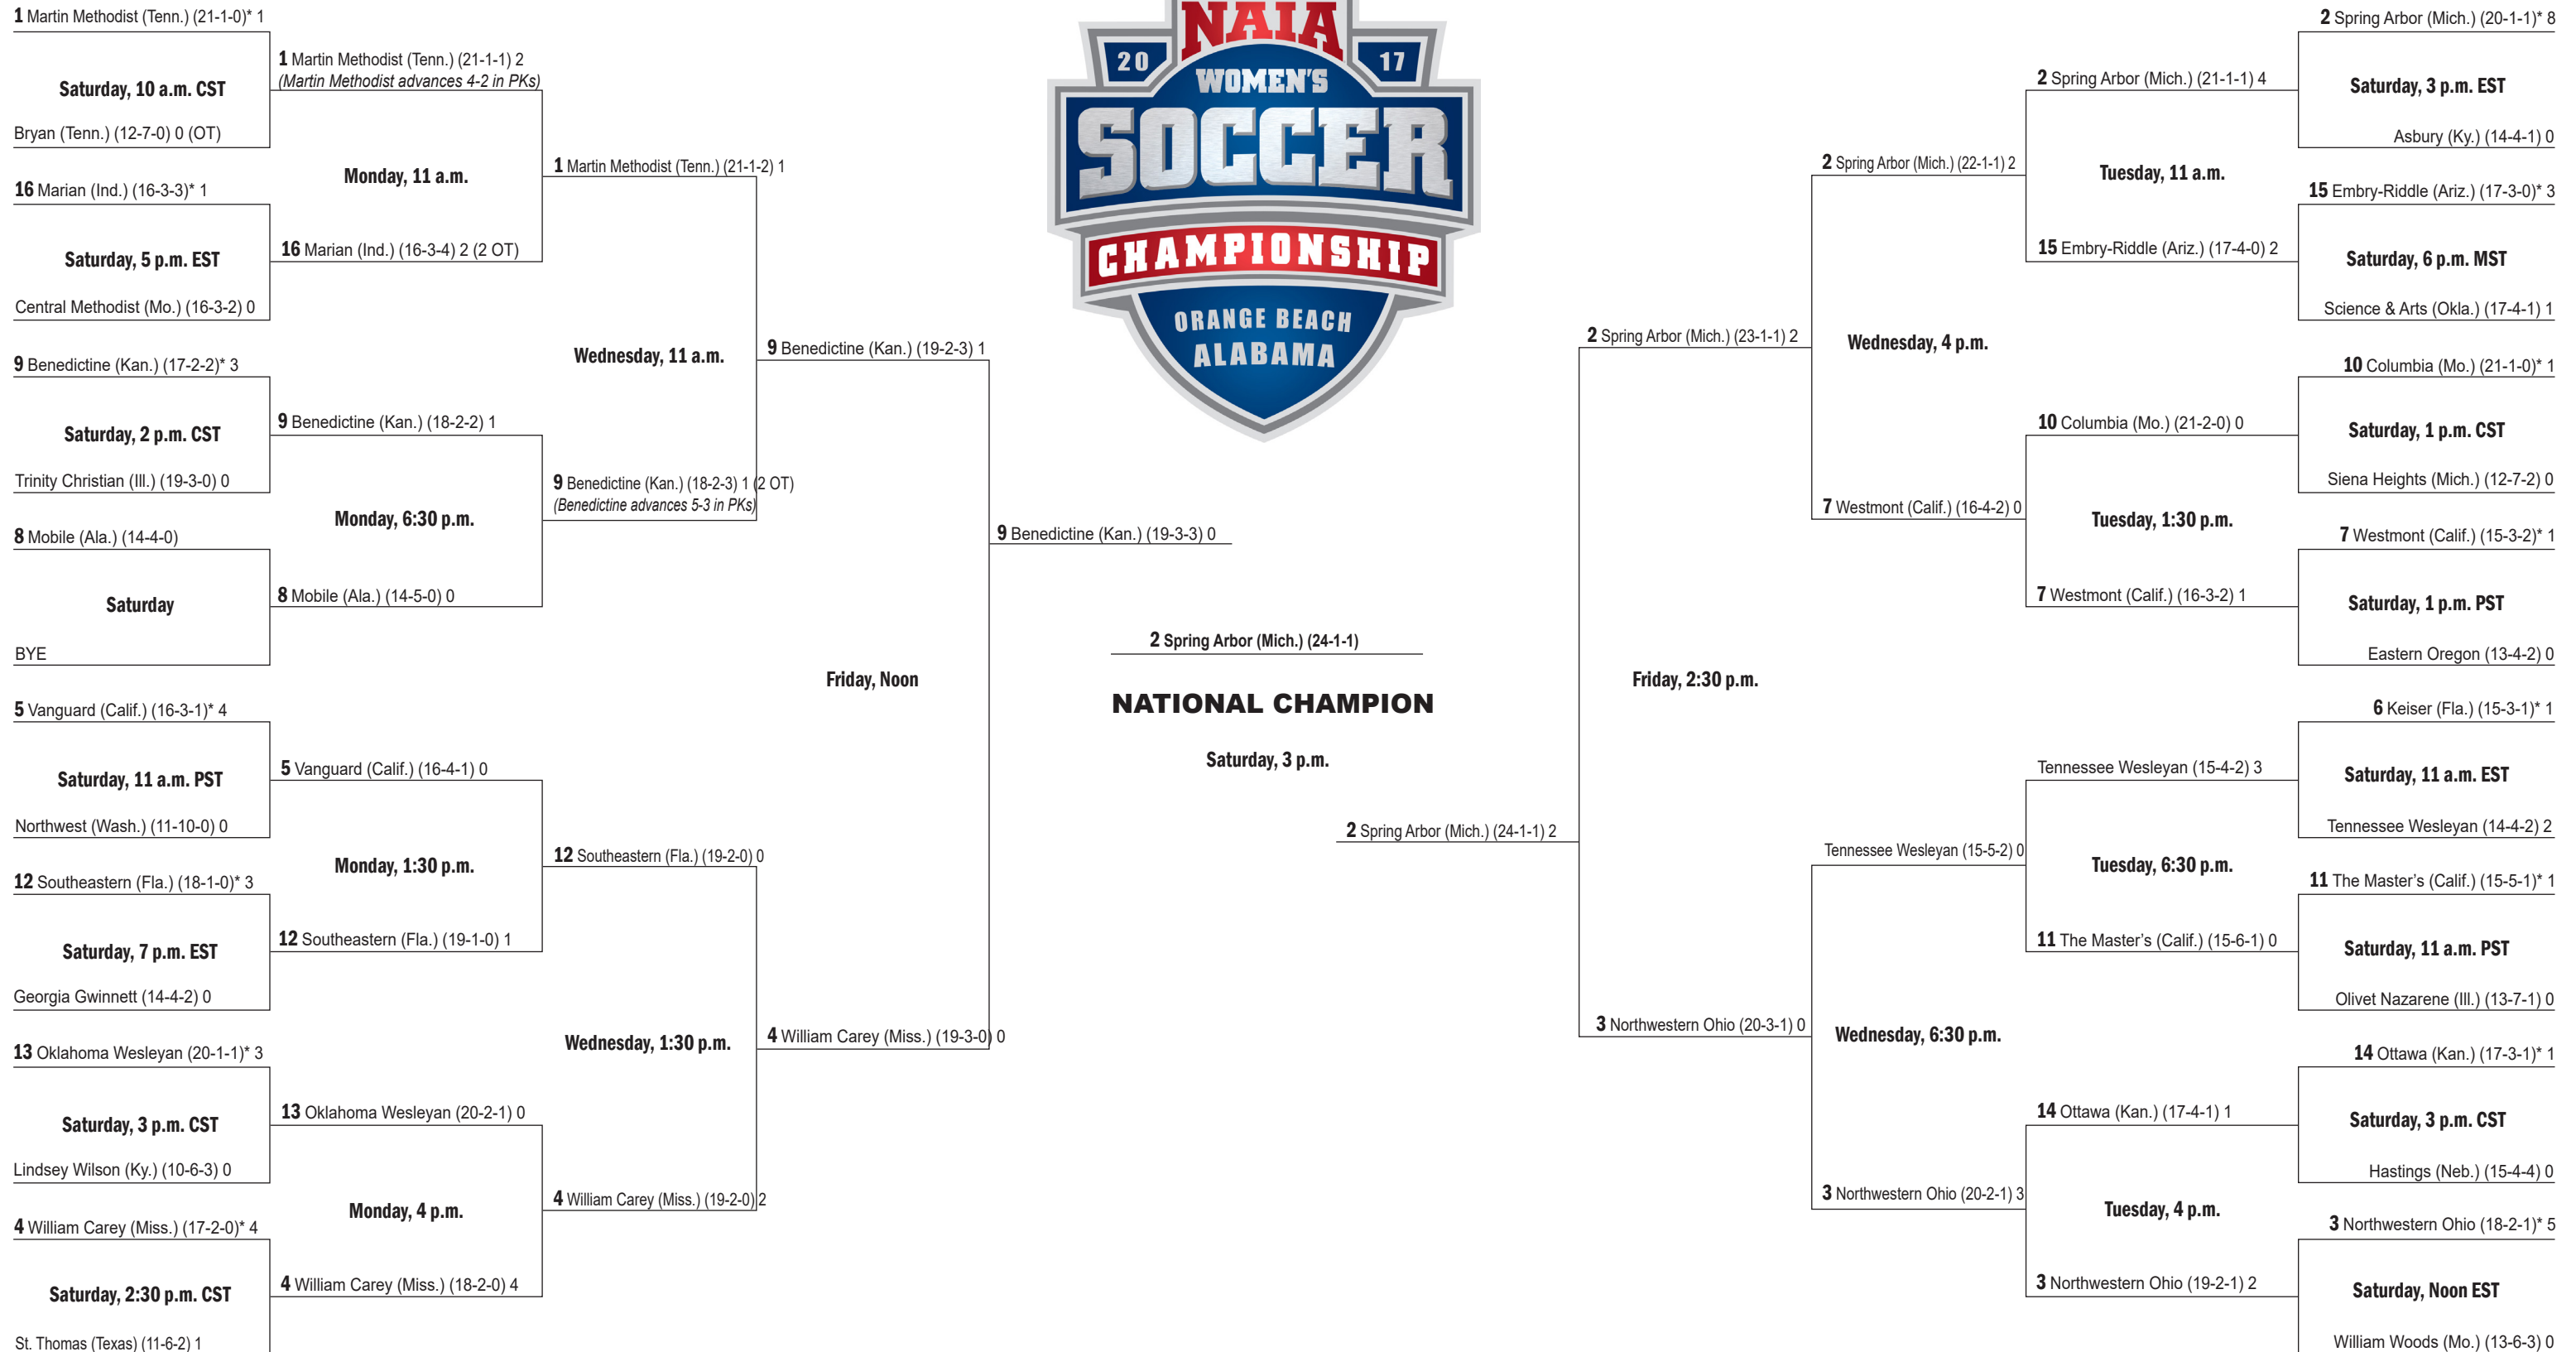 1 Martin Methodist (Tenn.) (21-1-0)* 1
Saturday, 10 a.m. CST
Bryan (Tenn.) (12-7-0) 0 (OT)
16 Marian (Ind.) (16-3-3)* 1
Saturday, 5 p.m. EST
Central Methodist (Mo.) (16-3-2) 0
9 Benedictine (Kan.) (17-2-2)* 3
Saturday, 2 p.m. CST
Trinity Christian (Ill.) (19-3-0) 0
8 Mobile (Ala.) (14-4-0)
Saturday
BYE
5 Vanguard (Calif.) (16-3-1)* 4
Saturday, 11 a.m. PST
Northwest (Wash.) (11-10-0) 0
12 Southeastern (Fla.) (18-1-0)* 3
Saturday, 7 p.m. EST
Georgia Gwinnett (14-4-2) 0
13 Oklahoma Wesleyan (20-1-1)* 3
Saturday, 3 p.m. CST
Lindsey Wilson (Ky.) (10-6-3) 0
4 William Carey (Miss.) (17-2-0)* 4
Saturday, 2:30 p.m. CST
St. Thomas (Texas) (11-6-2) 1
1 Martin Methodist (Tenn.) (21-1-1) 2
(Martin Methodist advances 4-2 in PKs)
Monday, 11 a.m.
16 Marian (Ind.) (16-3-4) 2 (2 OT)
9 Benedictine (Kan.) (18-2-2) 1
Monday, 6:30 p.m.
8 Mobile (Ala.) (14-5-0) 0
5 Vanguard (Calif.) (16-4-1) 0
Monday, 1:30 p.m.
12 Southeastern (Fla.) (19-1-0) 1
13 Oklahoma Wesleyan (20-2-1) 0
Monday, 4 p.m.
4 William Carey (Miss.) (18-2-0) 4
1 Martin Methodist (Tenn.) (21-1-2) 1
Wednesday, 11 a.m.
9 Benedictine (Kan.) (18-2-3) 1 (2 OT)
(Benedictine advances 5-3 in PKs)
12 Southeastern (Fla.) (19-2-0) 0
Wednesday, 1:30 p.m.
4 William Carey (Miss.) (19-2-0) 2
9 Benedictine (Kan.) (19-2-3) 1
Friday, Noon
4 William Carey (Miss.) (19-3-0) 0
9 Benedictine (Kan.) (19-3-3) 0
NAIA
20 17
WOMEN'S
SOCCER
CHAMPIONSHIP
ORANGE BEACH
ALABAMA
2 Spring Arbor (Mich.) (24-1-1)
NATIONAL CHAMPION
Saturday, 3 p.m.
2 Spring Arbor (Mich.) (24-1-1) 2
2 Spring Arbor (Mich.) (23-1-1) 2
Friday, 2:30 p.m.
3 Northwestern Ohio (20-3-1) 0
2 Spring Arbor (Mich.) (22-1-1) 2
Wednesday, 4 p.m.
7 Westmont (Calif.) (16-4-2) 0
Tennessee Wesleyan (15-5-2) 0
Wednesday, 6:30 p.m.
3 Northwestern Ohio (20-2-1) 3
2 Spring Arbor (Mich.) (21-1-1) 4
Tuesday, 11 a.m.
15 Embry-Riddle (Ariz.) (17-4-0) 2
10 Columbia (Mo.) (21-2-0) 0
Tuesday, 1:30 p.m.
7 Westmont (Calif.) (16-3-2) 1
Tennessee Wesleyan (15-4-2) 3
Tuesday, 6:30 p.m.
11 The Master's (Calif.) (15-6-1) 0
14 Ottawa (Kan.) (17-4-1) 1
Tuesday, 4 p.m.
3 Northwestern Ohio (19-2-1) 2
2 Spring Arbor (Mich.) (20-1-1)* 8
Saturday, 3 p.m. EST
Asbury (Ky.) (14-4-1) 0
15 Embry-Riddle (Ariz.) (17-3-0)* 3
Saturday, 6 p.m. MST
Science & Arts (Okla.) (17-4-1) 1
10 Columbia (Mo.) (21-1-0)* 1
Saturday, 1 p.m. CST
Siena Heights (Mich.) (12-7-2) 0
7 Westmont (Calif.) (15-3-2)* 1
Saturday, 1 p.m. PST
Eastern Oregon (13-4-2) 0
6 Keiser (Fla.) (15-3-1)* 1
Saturday, 11 a.m. EST
Tennessee Wesleyan (14-4-2) 2
11 The Master's (Calif.) (15-5-1)* 1
Saturday, 11 a.m. PST
Olivet Nazarene (Ill.) (13-7-1) 0
14 Ottawa (Kan.) (17-3-1)* 1
Saturday, 3 p.m. CST
Hastings (Neb.) (15-4-4) 0
3 Northwestern Ohio (18-2-1)* 5
Saturday, Noon EST
William Woods (Mo.) (13-6-3) 0